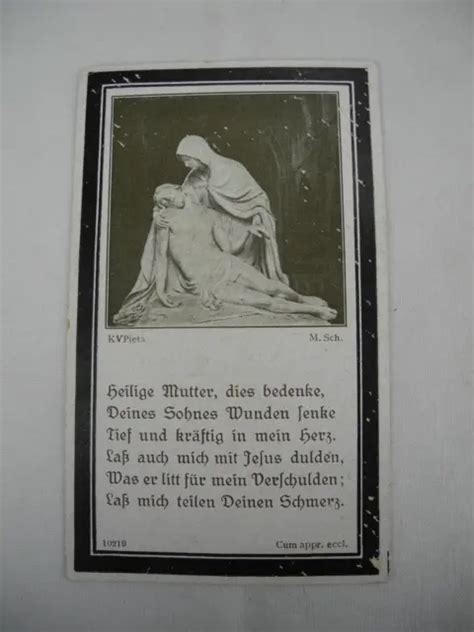 KVPieta M. Sch.
Heilige Mutter, dies bedenke,
Deines Sohnes Wunden senke
Tief und kräftig in mein Herz.
Laß auch mich mit Jesus dulden,
Was er litt für mein Verschulden;
Laß mich teilen Deinen Schmerz.
10219 Cum appr. eccl.